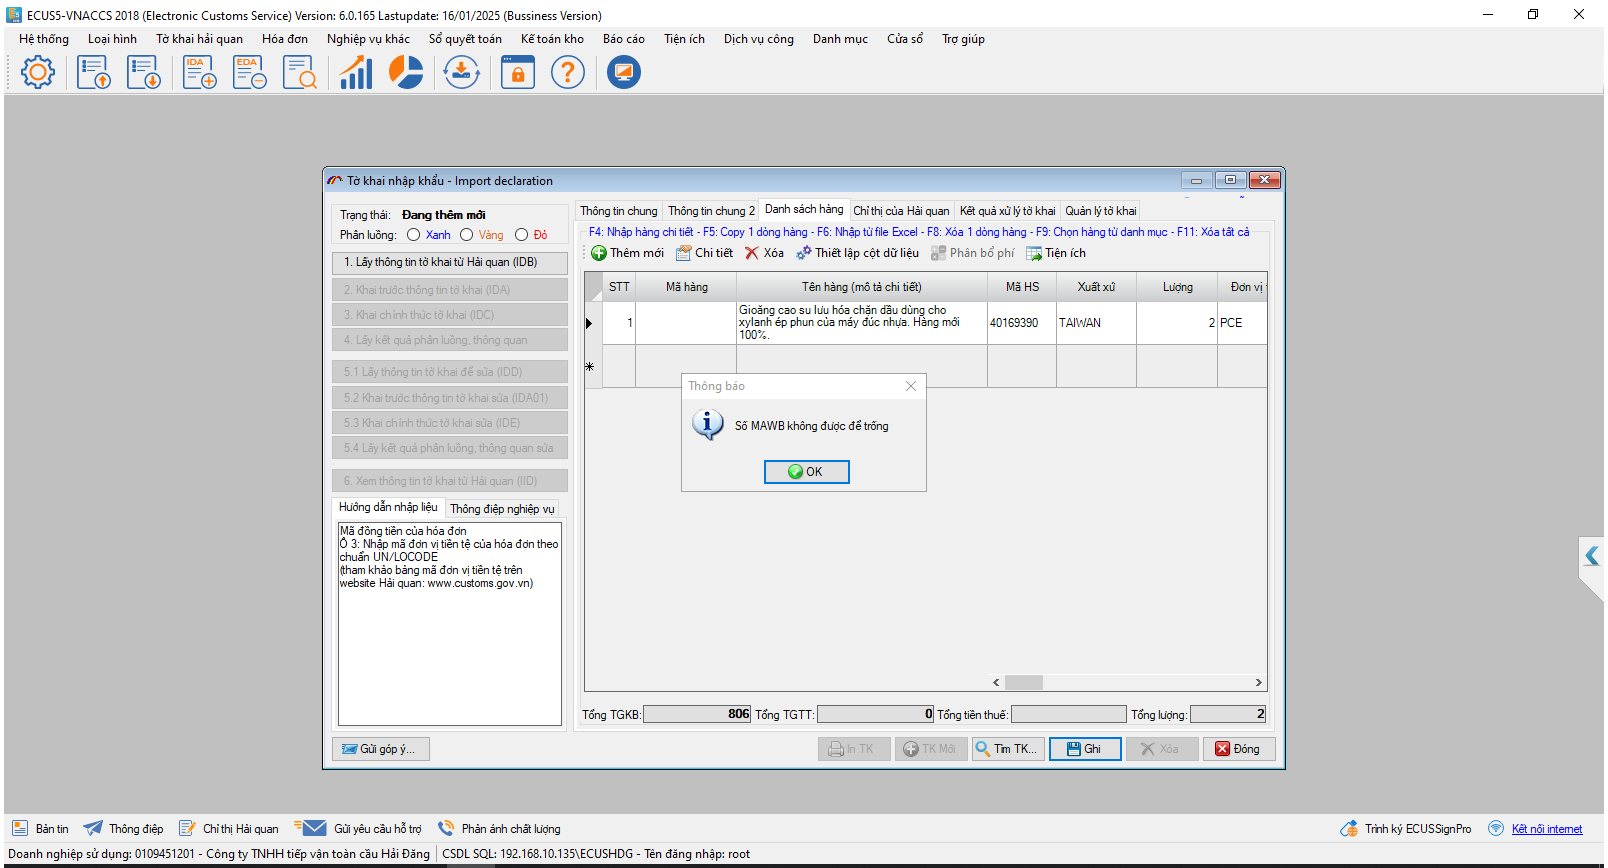 ECUS5-VNACCS 2018 (Electronic Customs Service) Version: 6.0.165 Lastupdate: 16/01/2025 (Bussiness Version)
Hệ thống Loại hình Tờ khai hải quan Hóa đơn Nghiệp vụ khác Sổ quyết toán Kế toán kho Báo cáo Tiện ích Dịch vụ công Danh mục Cửa sổ Trợ giúp
IDA EDA
Tờ khai nhập khẩu - Import declaration
Trạng thái: Đang thêm mới
Phân luồng: Xanh Vàng Đỏ
1. Lấy thông tin tờ khai từ Hải quan (IDB)
2. Khai trước thông tin tờ khai (IDA)
3. Khai chính thức tờ khai (IDC)
4. Lấy kết quả phân luồng, thông quan
5.1 Lấy thông tin tờ khai để sửa (IDD)
5.2 Khai trước thông tin tờ khai sửa (IDA01)
5.3 Khai chính thức tờ khai sửa (IDE)
5.4 Lấy kết quả phân luồng, thông quan sửa
6. Xem thông tin tờ khai từ Hải quan (IID)
Hướng dẫn nhập liệu Thông điệp nghiệp vụ
Mã đồng tiền của hóa đơn
Ô 3: Nhập mã đơn vị tiền tệ của hóa đơn theo
chuẩn UN/LOCODE
(tham khảo bảng mã đơn vị tiền tệ trên
website Hải quan: www.customs.gov.vn)
Gửi góp ý...
Thông tin chung Thông tin chung 2 Danh sách hàng Chỉ thị của Hải quan Kết quả xử lý tờ khai Quản lý tờ khai
F4: Nhập hàng chi tiết - F5: Copy 1 dòng hàng - F6: Nhập từ file Excel - F8: Xóa 1 dòng hàng - F9: Chọn hàng từ danh mục - F11: Xóa tất cả
Thêm mới Chi tiết Xóa Thiết lập cột dữ liệu Phân bổ phí Tiện ích
STT Mã hàng Tên hàng (mô tả chi tiết) Mã HS Xuất xứ Lượng Đơn vị
1 Gioăng cao su lưu hóa chặn dầu dùng cho
xylanh ép phun của máy đúc nhựa. Hàng mới
100%. 40169390 TAIWAN 2 PCE
Thông báo
Số MAWB không được để trống
OK
Tổng TGKB: 806 Tổng TGTT: 0 Tổng tiền thuế: Tổng lượng: 2
In TK TK Mới Tìm TK... Ghi Xóa Đóng
Bản tin Thông điệp Chỉ thị Hải quan Gửi yêu cầu hỗ trợ Phản ánh chất lượng Trình ký ECUSSignPro Kết nối internet
Doanh nghiệp sử dụng: 0109451201 - Công ty TNHH tiếp vận toàn cầu Hải Đăng CSDL SQL: 192.168.10.135\ECUSHDG - Tên đăng nhập: root